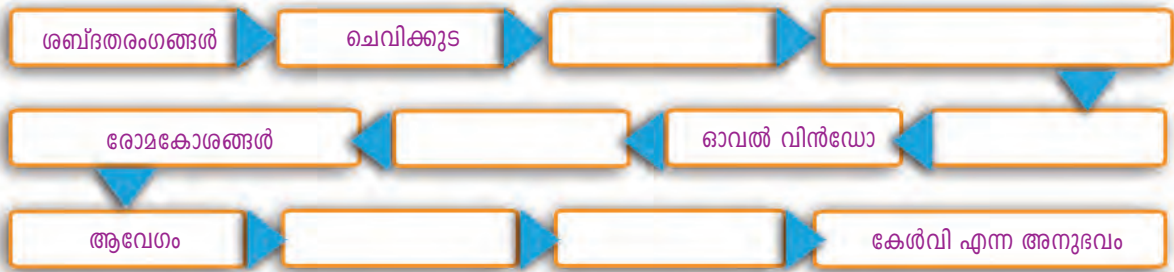 ശബ്ദതരംഗങ്ങൾ ചെവിക്കുട
രോമകോശങ്ങൾ ഓവൽ വിൻഡോ
ആവേഗം കേൾവി എന്ന അനുഭവം